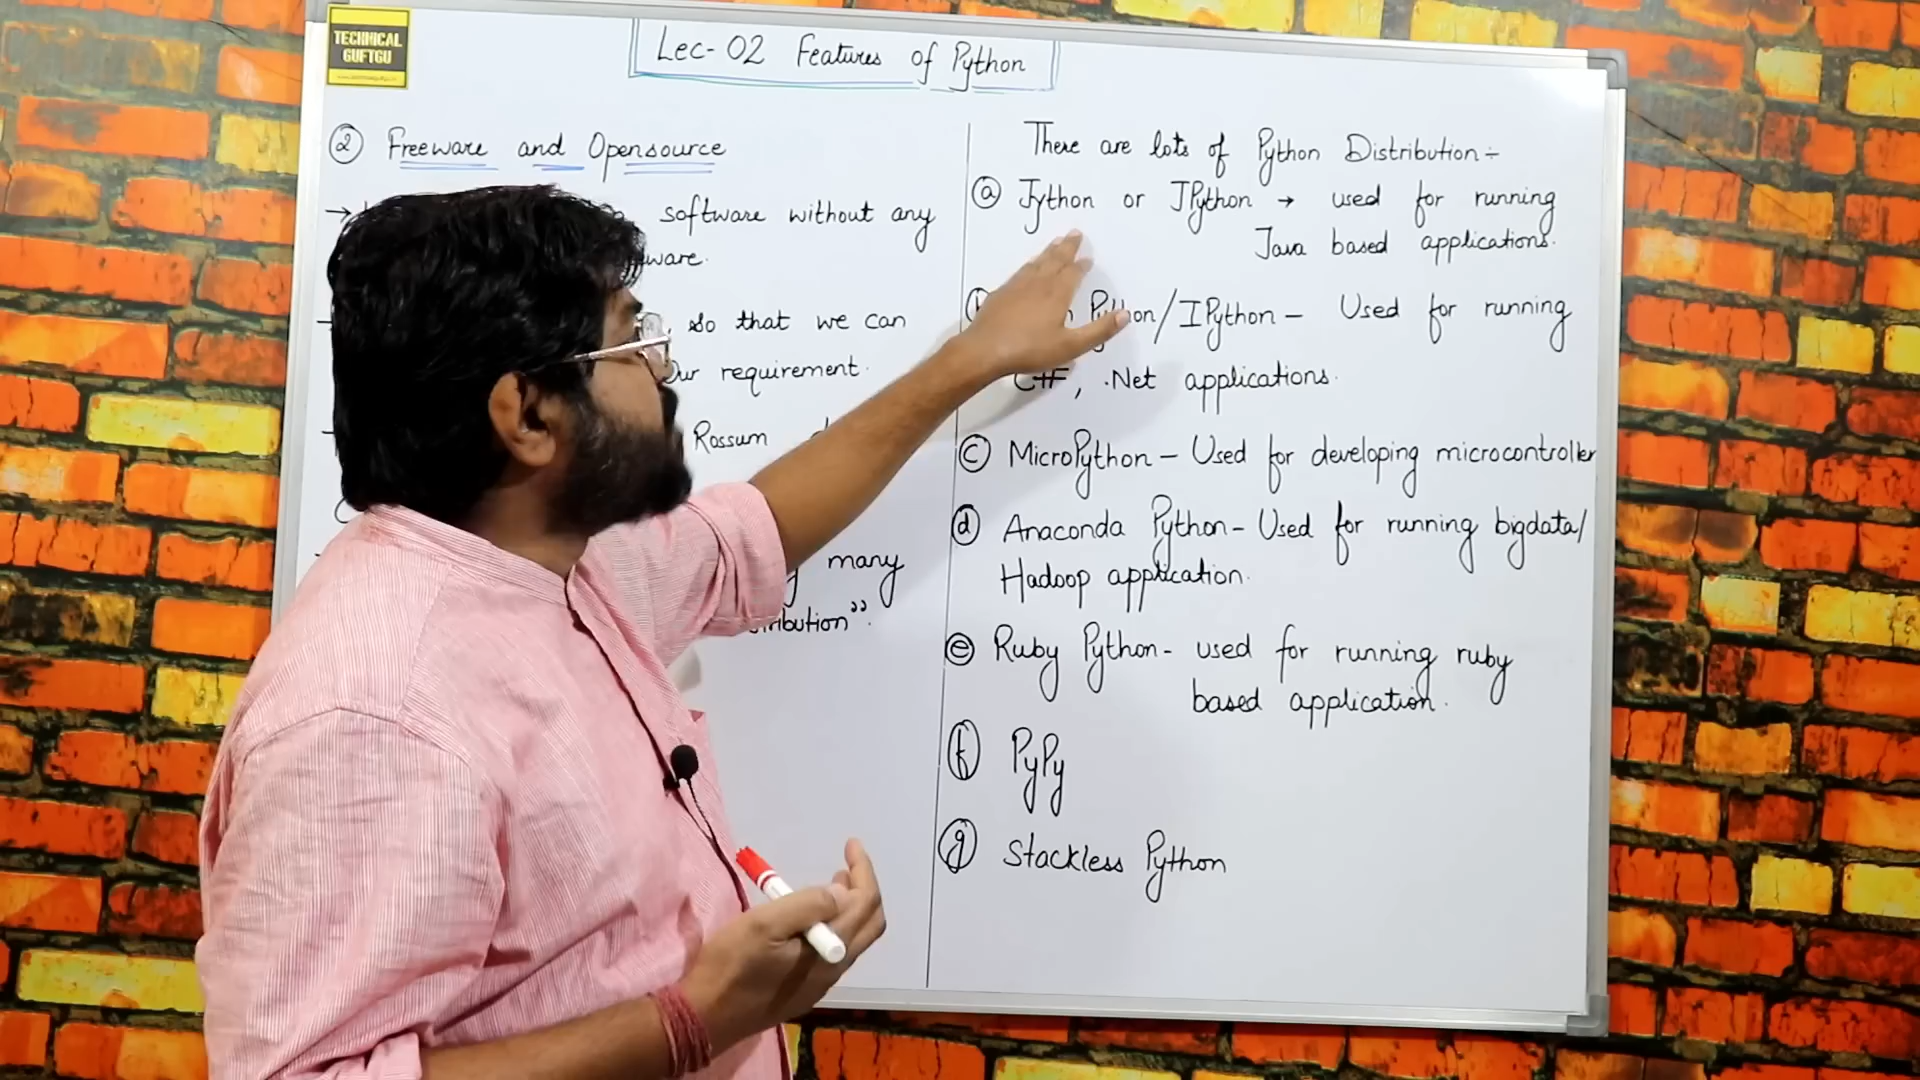 TECHNICAL
GUFTGU
Lec-02 Features of Python
② Freeware and Opensource
→ software without any
ware.
, so that we can
Our requirement.
Rossum
many
tribution”.
There are lots of Python Distribution:-
ⓐ Jython or JPython → used for running
Java based applications.
Python/IPython – Used for running
C++, .Net applications.
ⓒ MicroPython – Used for developing microcontroller
ⓓ Anaconda Python – Used for running bigdata/
Hadoop application.
ⓔ Ruby Python - used for running ruby
based application.
ⓕ PyPy
ⓖ Stackless Python